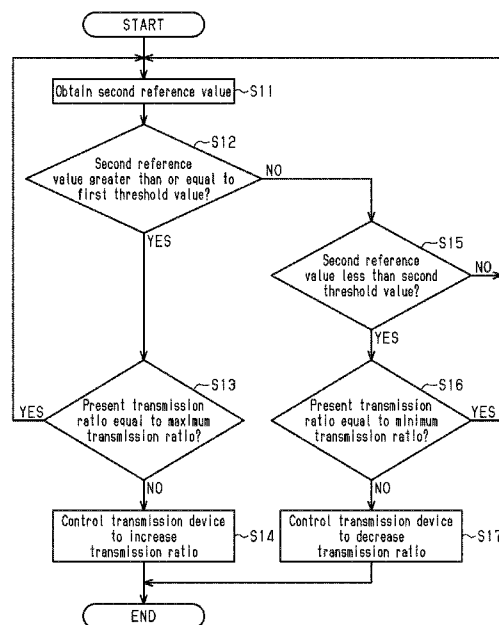 START
Obtain second reference value
S11
S12
Second reference
value greater than or equal to
first threshold value?
NO
YES
S15
Second reference
value less than second
threshold value?
NO
YES
S13
Present transmission
ratio equal to maximum
transmission ratio?
YES
NO
S16
Present transmission
ratio equal to minimum
transmission ratio?
YES
NO
Control transmission device
to increase
transmission ratio
S14
Control transmission device
to decrease
transmission ratio
S17
END